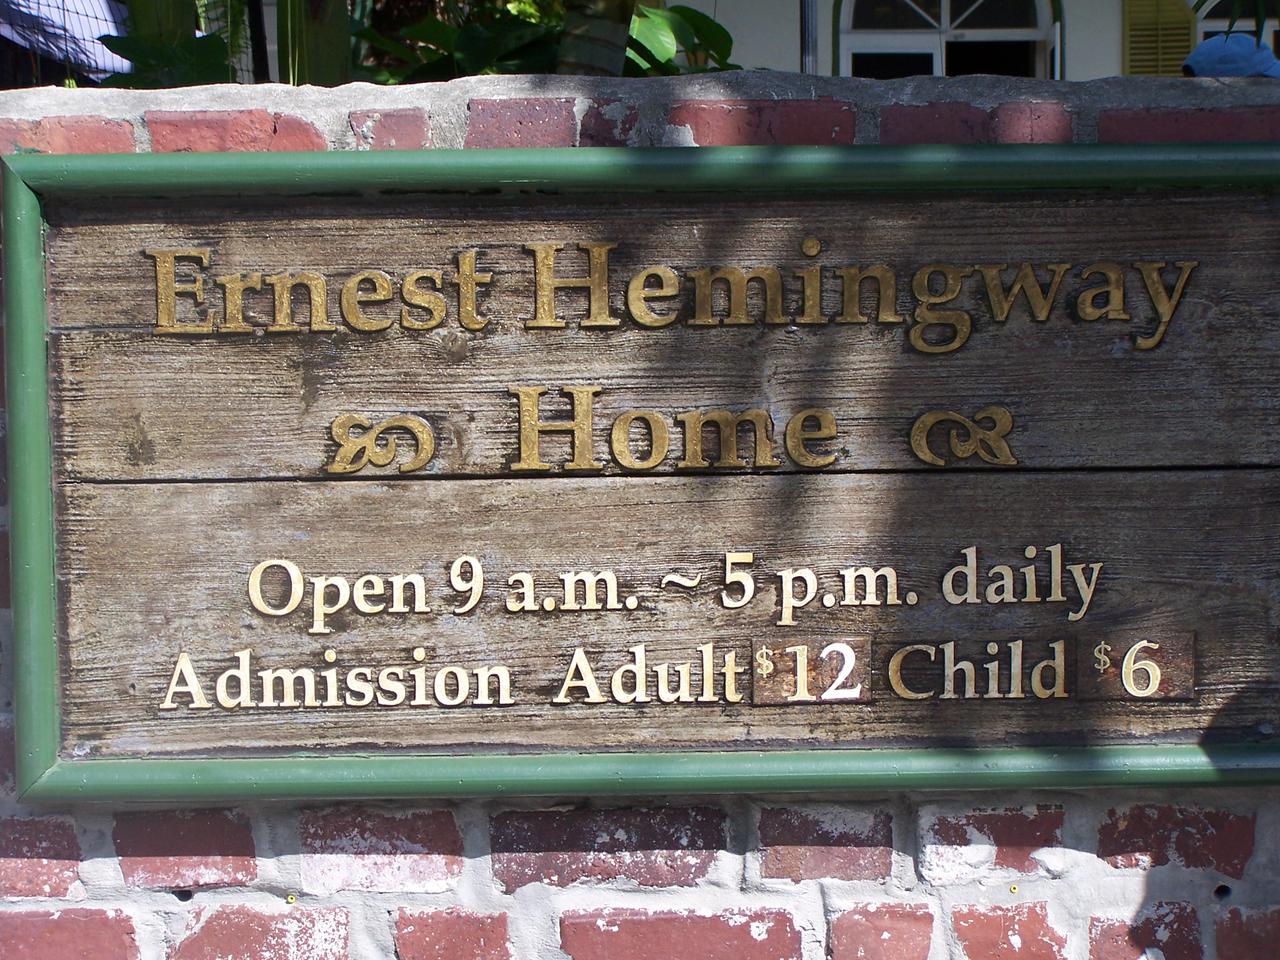 Ernest Hemingway
Home
Open 9 a.m. ~ 5 p.m. daily
Admission Adult $12 Child $6